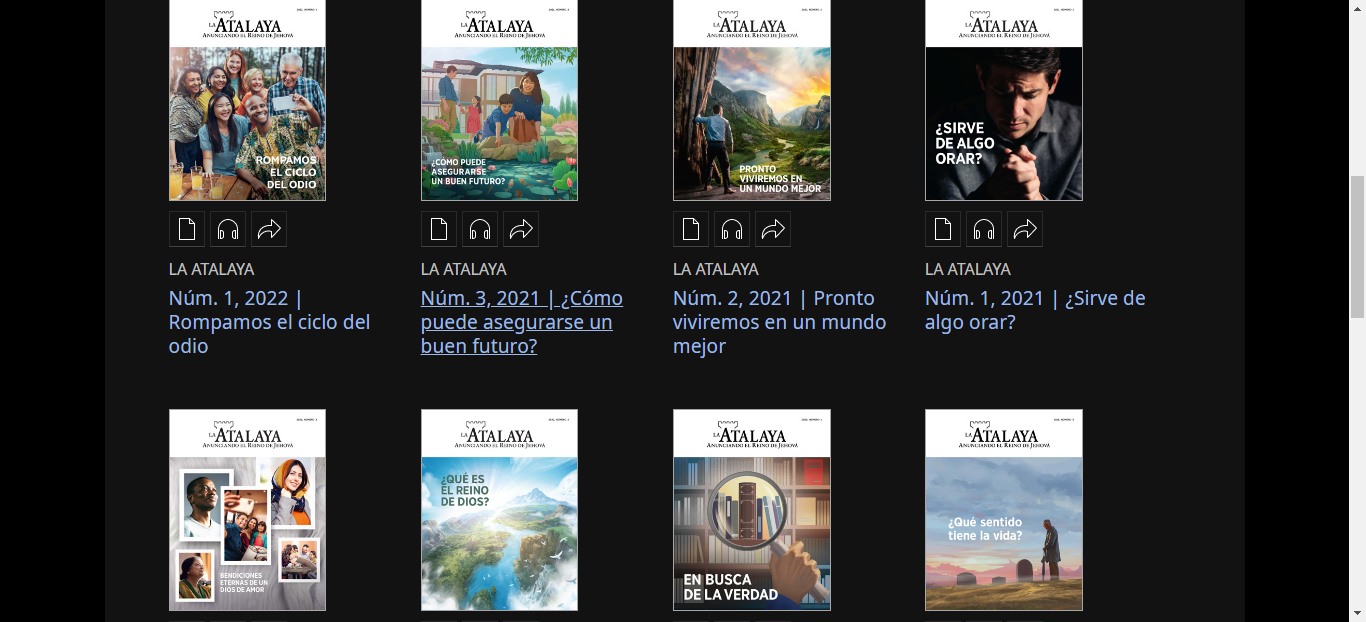 LA ATALAYA
ANUNCIANDO EL REINO DE JEHOVÁ
ROMPAMOS
EL CICLO
DEL ODIO
LA ATALAYA
ANUNCIANDO EL REINO DE JEHOVÁ
¿CÓMO PUEDE
ASEGURARSE
UN BUEN FUTURO?
LA ATALAYA
ANUNCIANDO EL REINO DE JEHOVÁ
PRONTO
VIVIREMOS EN
UN MUNDO MEJOR
LA ATALAYA
ANUNCIANDO EL REINO DE JEHOVÁ
¿SIRVE
DE ALGO
ORAR?
LA ATALAYA
Núm. 1, 2022 |
Rompamos el ciclo del
odio
LA ATALAYA
Núm. 3, 2021 | ¿Cómo
puede asegurarse un
buen futuro?
LA ATALAYA
Núm. 2, 2021 | Pronto
viviremos en un mundo
mejor
LA ATALAYA
Núm. 1, 2021 | ¿Sirve de
algo orar?
LA ATALAYA
ANUNCIANDO EL REINO DE JEHOVÁ
BENDICIONES
ETERNAS DE UN
DIOS DE AMOR
LA ATALAYA
ANUNCIANDO EL REINO DE JEHOVÁ
¿QUÉ ES
EL REINO
DE DIOS?
LA ATALAYA
ANUNCIANDO EL REINO DE JEHOVÁ
EN BUSCA
DE LA VERDAD
LA ATALAYA
ANUNCIANDO EL REINO DE JEHOVÁ
¿Qué sentido
tiene la vida?